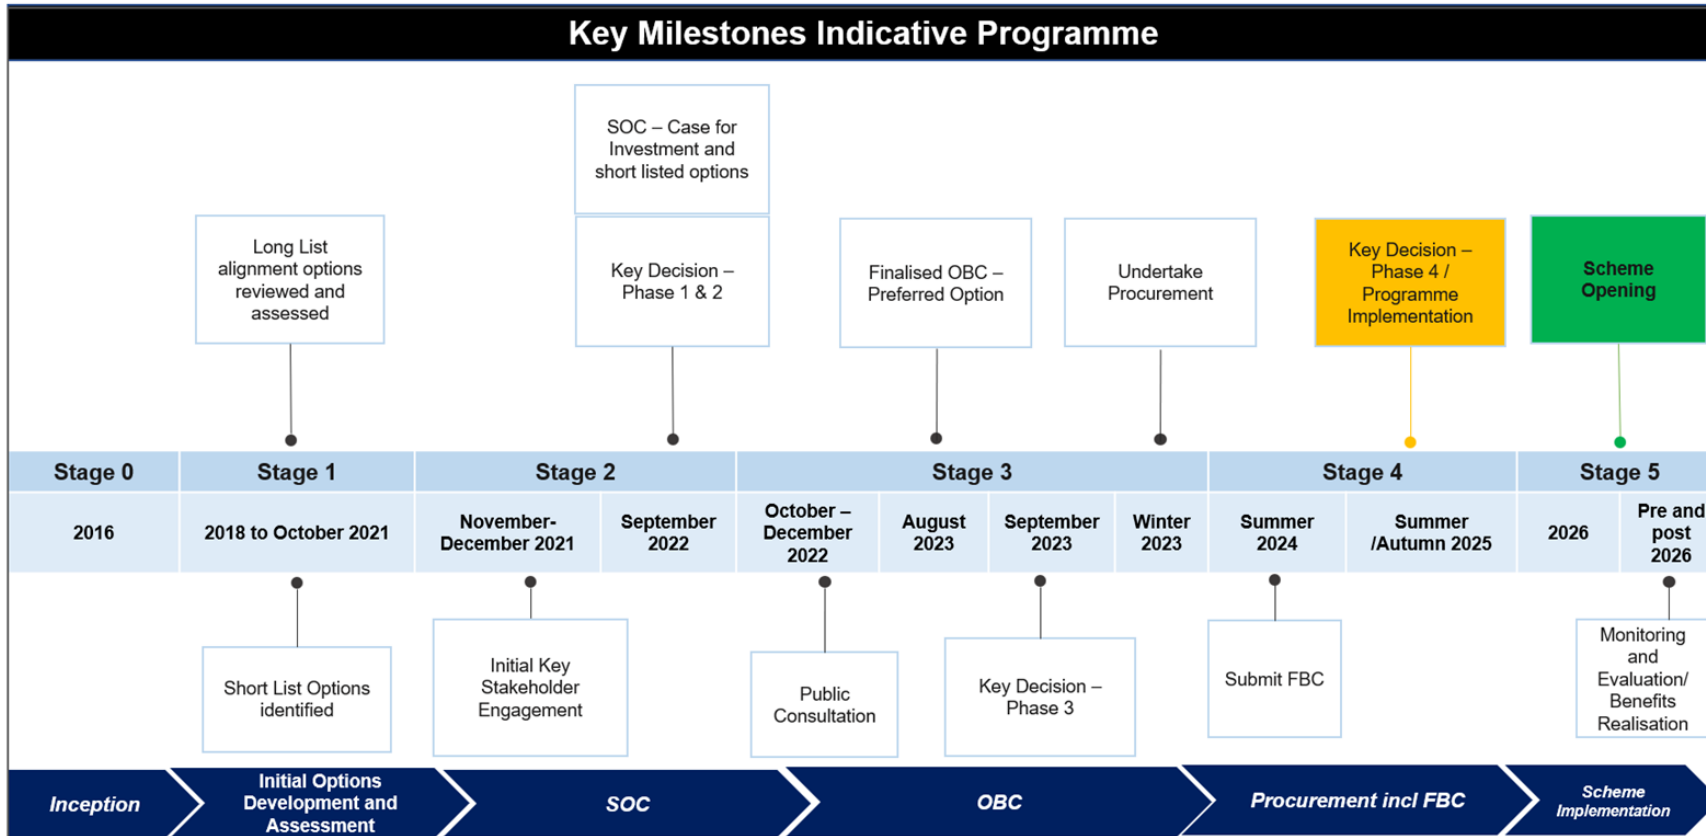 Key Milestones Indicative Programme
SOC – Case for
Investment and
short listed options
Long List
alignment options
reviewed and
assessed
Key Decision –
Phase 1 & 2
Finalised OBC –
Preferred Option
Undertake
Procurement
Key Decision –
Phase 4 /
Programme
Implementation
Scheme
Opening
Stage 0
Stage 1
Stage 2
Stage 3
Stage 4
Stage 5
2016
2018 to October 2021
November-
December 2021
September
2022
October –
December
2022
August
2023
September
2023
Winter
2023
Summer
2024
Summer
/Autumn 2025
2026
Pre and
post
2026
Short List Options
identified
Initial Key
Stakeholder
Engagement
Public
Consultation
Key Decision –
Phase 3
Submit FBC
Monitoring
and
Evaluation/
Benefits
Realisation
Inception
Initial Options
Development and
Assessment
SOC
OBC
Procurement incl FBC
Scheme
Implementation